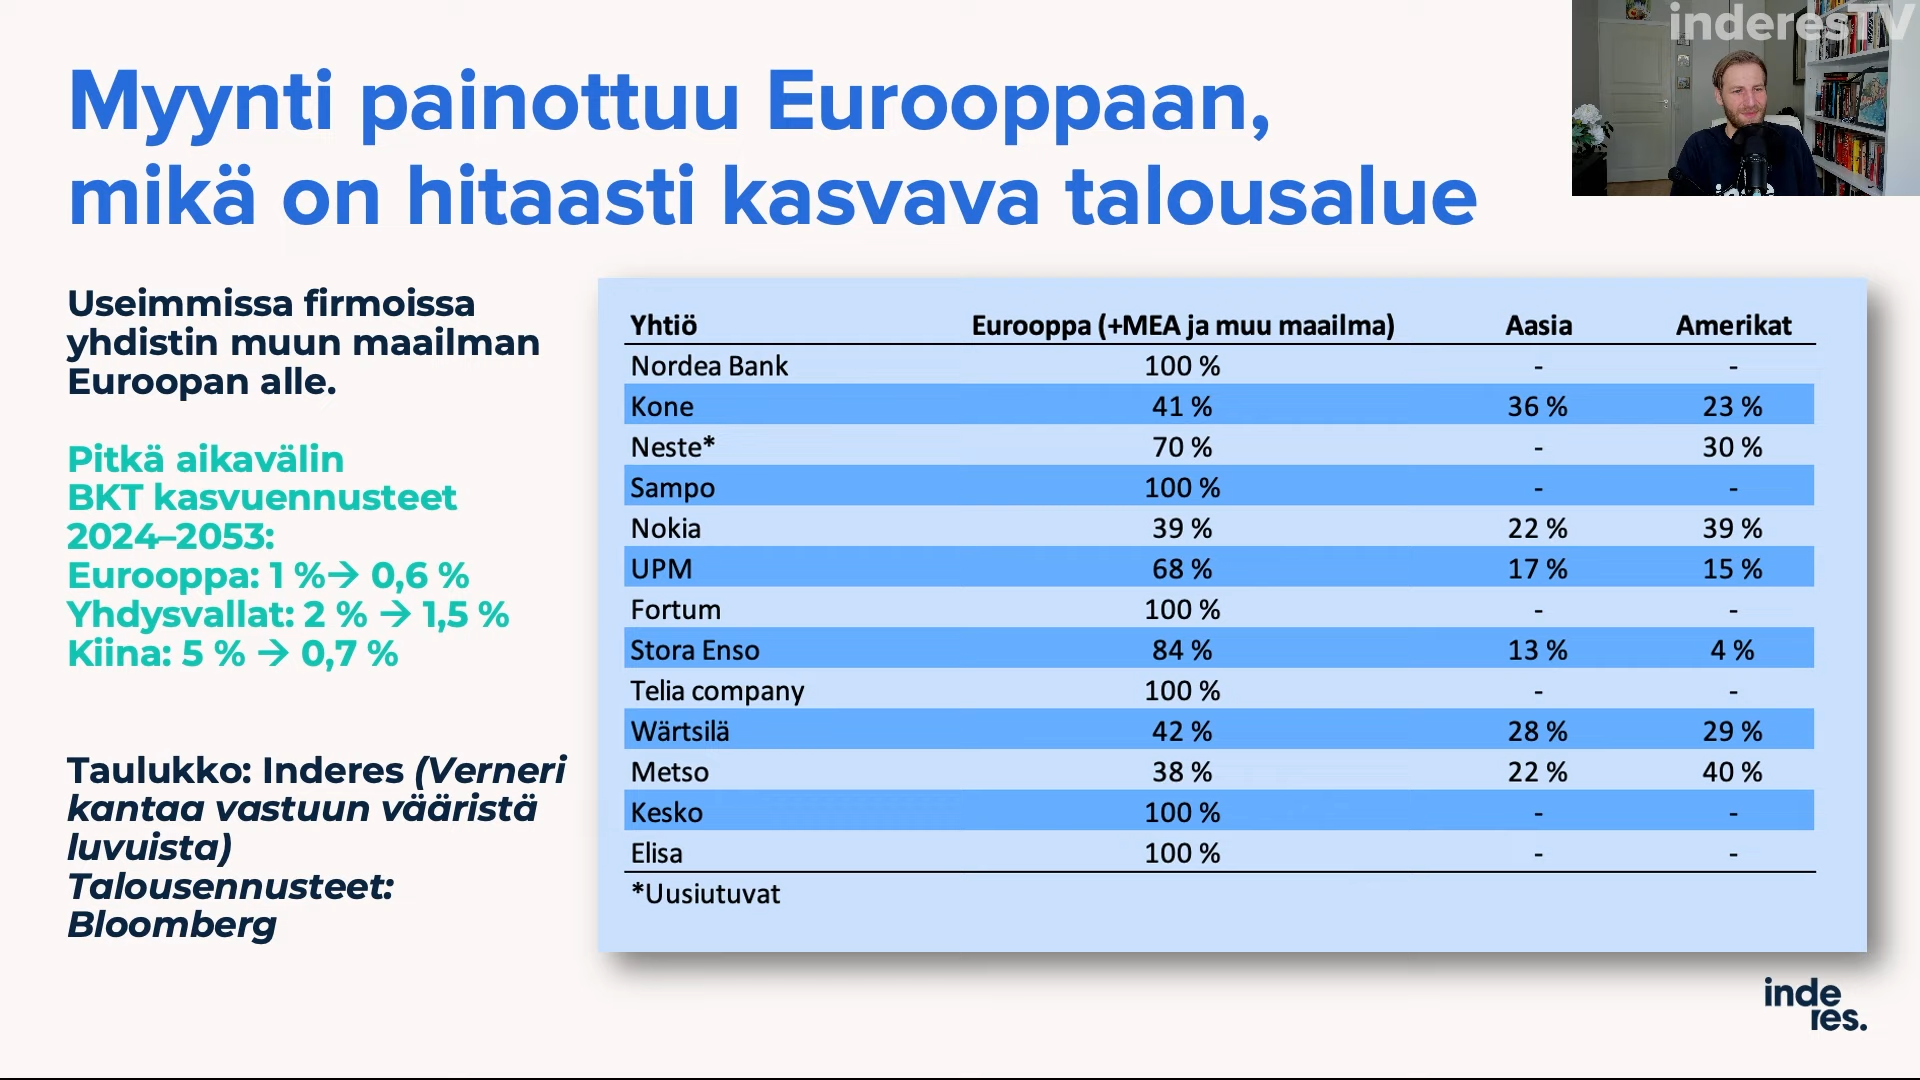 inderesTV
Myynti painottuu Eurooppaan,
mikä on hitaasti kasvava talousalue
Useimmissa firmoissa
yhdistin muun maailman
Euroopan alle.
Pitkä aikavälin
BKT kasvuennusteet
2024–2053:
Eurooppa: 1 %→ 0,6 %
Yhdysvallat: 2 % → 1,5 %
Kiina: 5 % → 0,7 %
Taulukko: Inderes (Verneri
kantaa vastuun vääristä
luvuista)
Talousennusteet:
Bloomberg
Yhtiö Eurooppa (+MEA ja muu maailma) Aasia Amerikat
Nordea Bank 100 % - -
Kone 41 % 36 % 23 %
Neste* 70 % - 30 %
Sampo 100 % - -
Nokia 39 % 22 % 39 %
UPM 68 % 17 % 15 %
Fortum 100 % - -
Stora Enso 84 % 13 % 4 %
Telia company 100 % - -
Wärtsilä 42 % 28 % 29 %
Metso 38 % 22 % 40 %
Kesko 100 % - -
Elisa 100 % - -
*Uusiutuvat
inde
res.